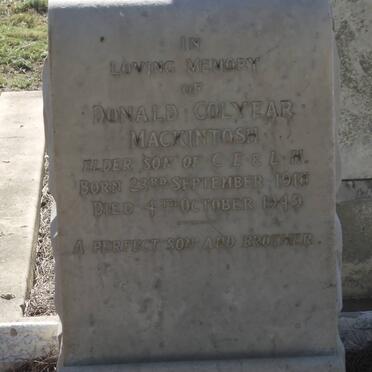 IN
LOVING MEMORY
OF
DONALD COLYEAR
MACKINTOSH
ELDER SON OF C. E & L. H.
BORN 23RD SEPTEMBER
DIED 4TH OCTOBER 1949
A PERFECT SON AND BROTHER.